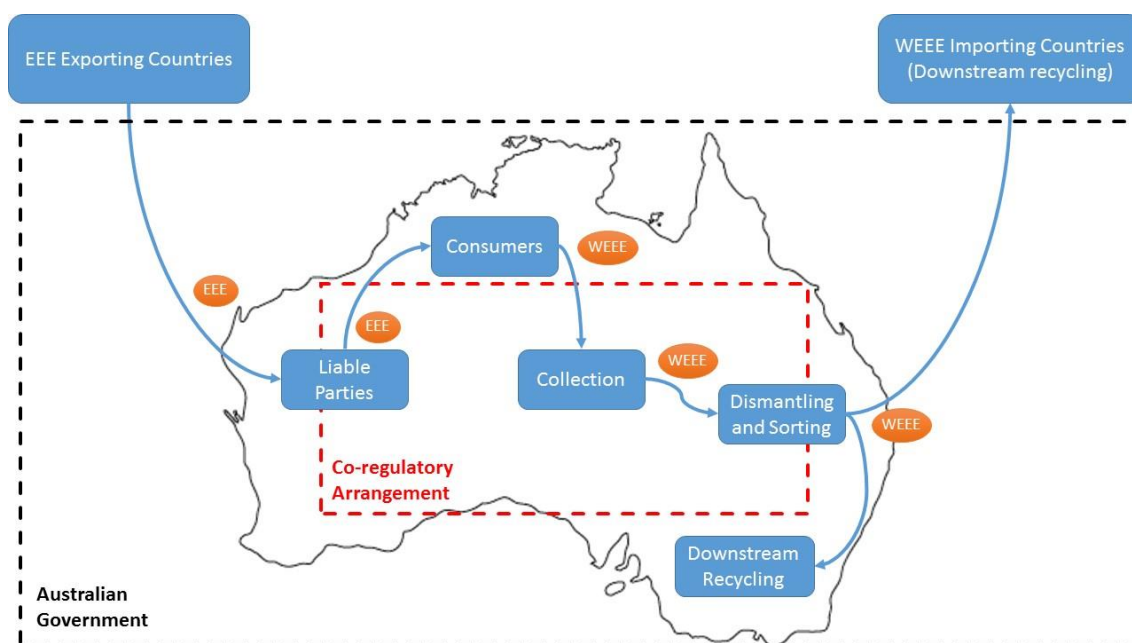 EEE Exporting Countries
WEEE Importing Countries
(Downstream recycling)
Consumers
WEEE
EEE
EEE
Liable
Parties
Collection
WEEE
Dismantling
and Sorting
WEEE
Co-regulatory
Arrangement
Downstream
Recycling
Australian
Government